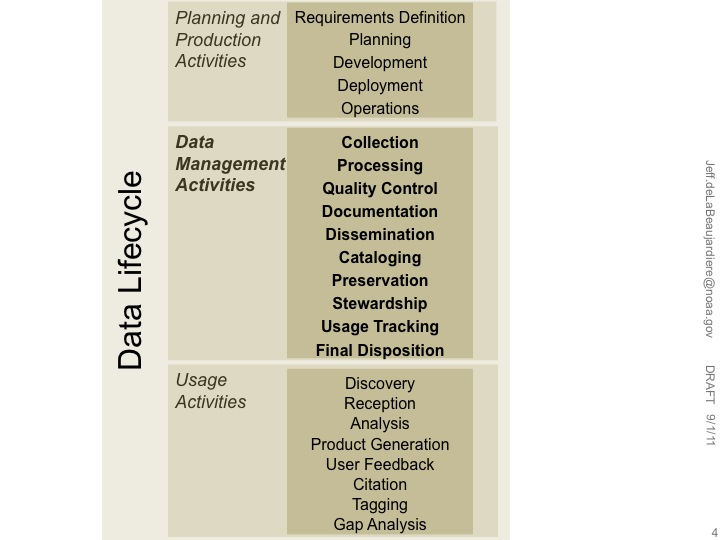 Data Lifecycle
Planning and
Production
Activities
Requirements Definition
Planning
Development
Deployment
Operations
Data
Management
Activities
Collection
Processing
Quality Control
Documentation
Dissemination
Cataloging
Preservation
Stewardship
Usage Tracking
Final Disposition
Usage
Activities
Discovery
Reception
Analysis
Product Generation
User Feedback
Citation
Tagging
Gap Analysis
Jeff.deLaBeaujardiere@noaa.gov DRAFT 9/1/11
4